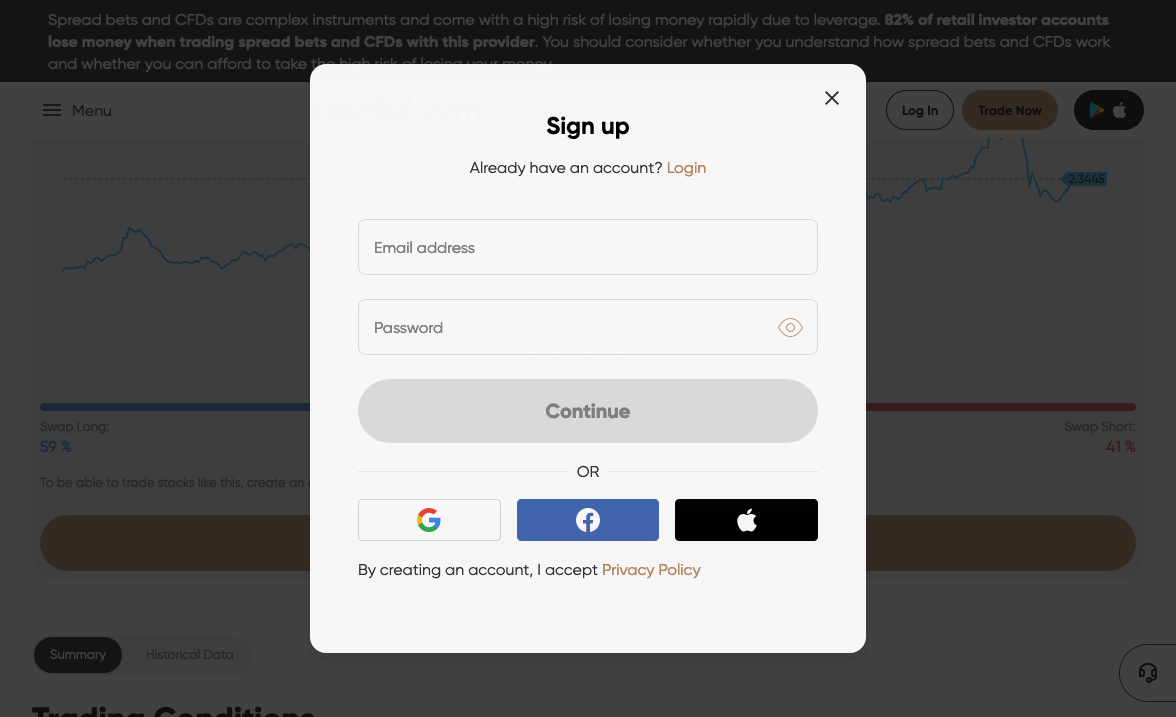 Spread bets and CFDs are complex instruments and come with a high risk of losing money rapidly due to leverage. 82% of retail investor accounts
lose money when trading spread bets and CFDs with this provider. You should consider whether you understand how spread bets and CFDs work
and whether you can afford to take the high risk of losing your money.
Menu
capital.com
Log In
Trade Now
Sign up
Already have an account? Login
2.3445
Email address
Password
Continue
Swap Long:
59 %
Swap Short:
41 %
OR
To be able to trade stocks like this, create an
By creating an account, I accept Privacy Policy
Summary
Historical Data
Trading Conditions